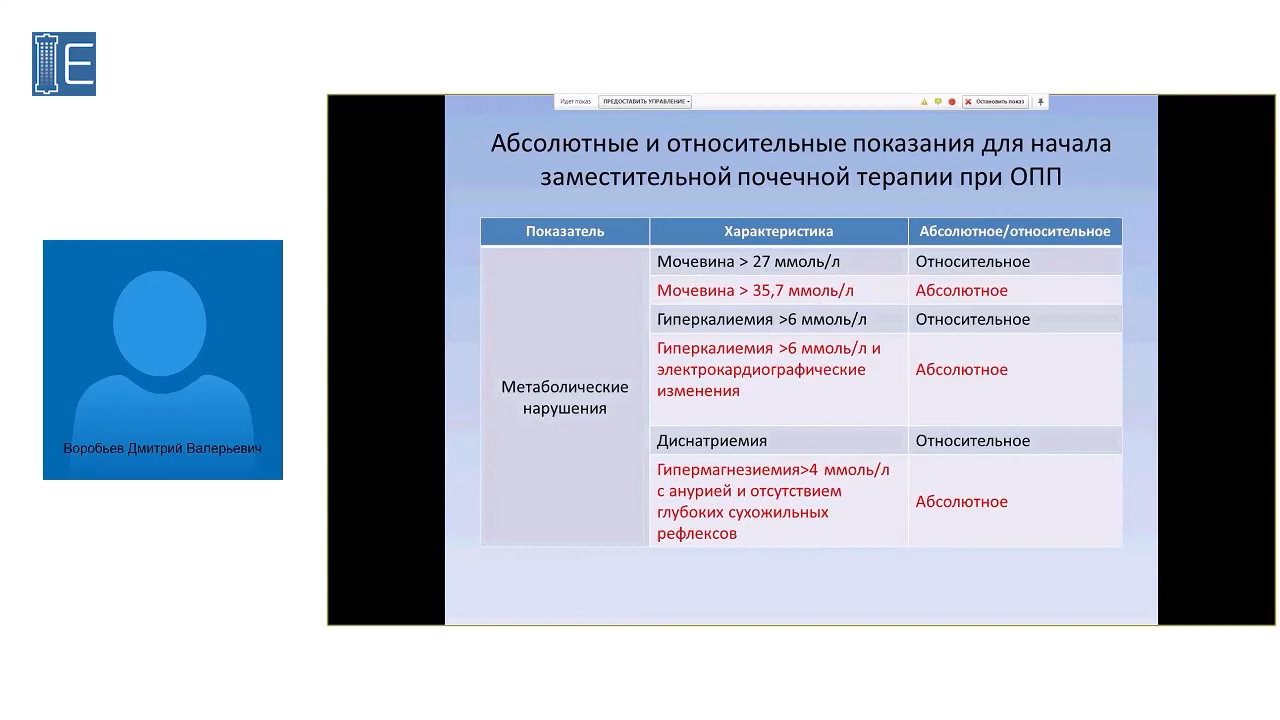 E
Идет показ
ПРЕДОСТАВИТЬ УПРАВЛЕНИЕ
Остановить показ
Абсолютные и относительные показания для начала
заместительной почечной терапии при ОПП
Показатель
Характеристика
Абсолютное/относительное
Метаболические
нарушения
Мочевина > 27 ммоль/л
Относительное
Мочевина > 35,7 ммоль/л
Абсолютное
Гиперкалиемия >6 ммоль/л
Относительное
Гиперкалиемия >6 ммоль/л и
электрокардиографические
изменения
Абсолютное
Диснатриемия
Относительное
Гипермагнезиемия>4 ммоль/л
с анурией и отсутствием
глубоких сухожильных
рефлексов
Абсолютное
Воробьев Дмитрий Валерьевич